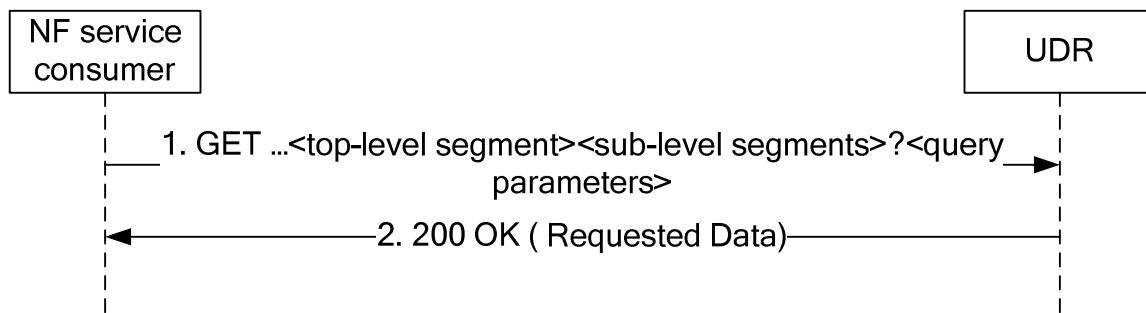 NF service
consumer
UDR
1. GET ...<top-level segment><sub-level segments>?<query
parameters>
2. 200 OK ( Requested Data)